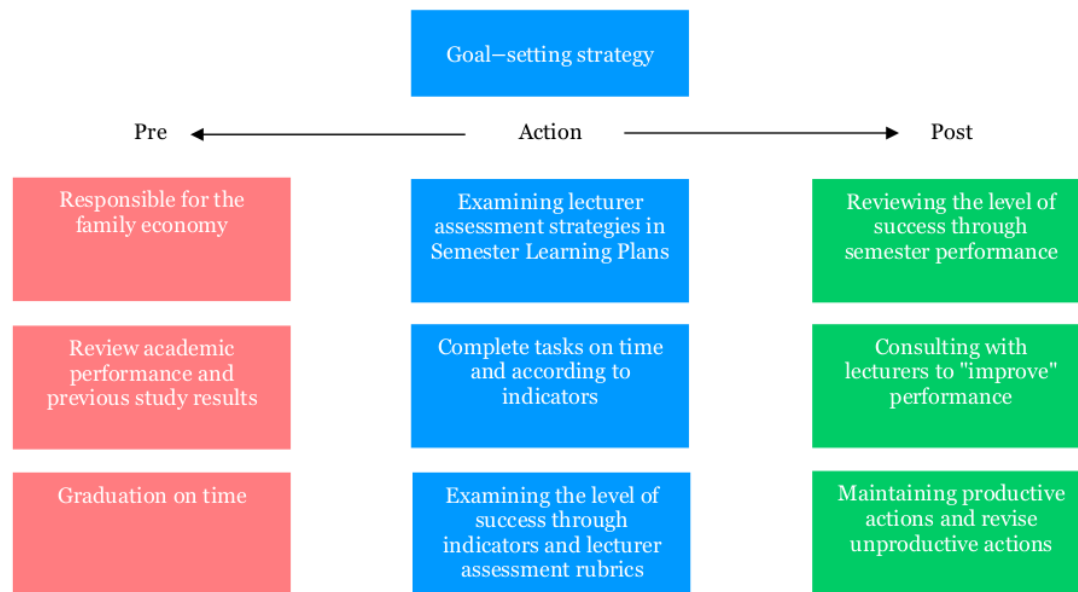 Goal–setting strategy
Pre
Action
Post
Responsible for the
family economy
Examining lecturer
assessment strategies in
Semester Learning Plans
Reviewing the level of
success through
semester performance
Review academic
performance and
previous study results
Complete tasks on time
and according to
indicators
Consulting with
lecturers to "improve"
performance
Graduation on time
Examining the level of
success through
indicators and lecturer
assessment rubrics
Maintaining productive
actions and revise
unproductive actions